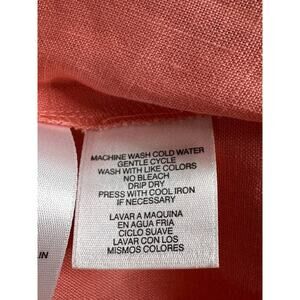 MACHINE WASH COLD WATER
GENTLE CYCLE
WASH WITH LIKE COLORS
NO BLEACH
DRIP DRY
PRESS WITH COOL IRON
IF NECESSARY
LAVAR A MAQUINA
EN AGUA FRIA
CICLO SUAVE
LAVAR CON LOS
MISMOS COLORES